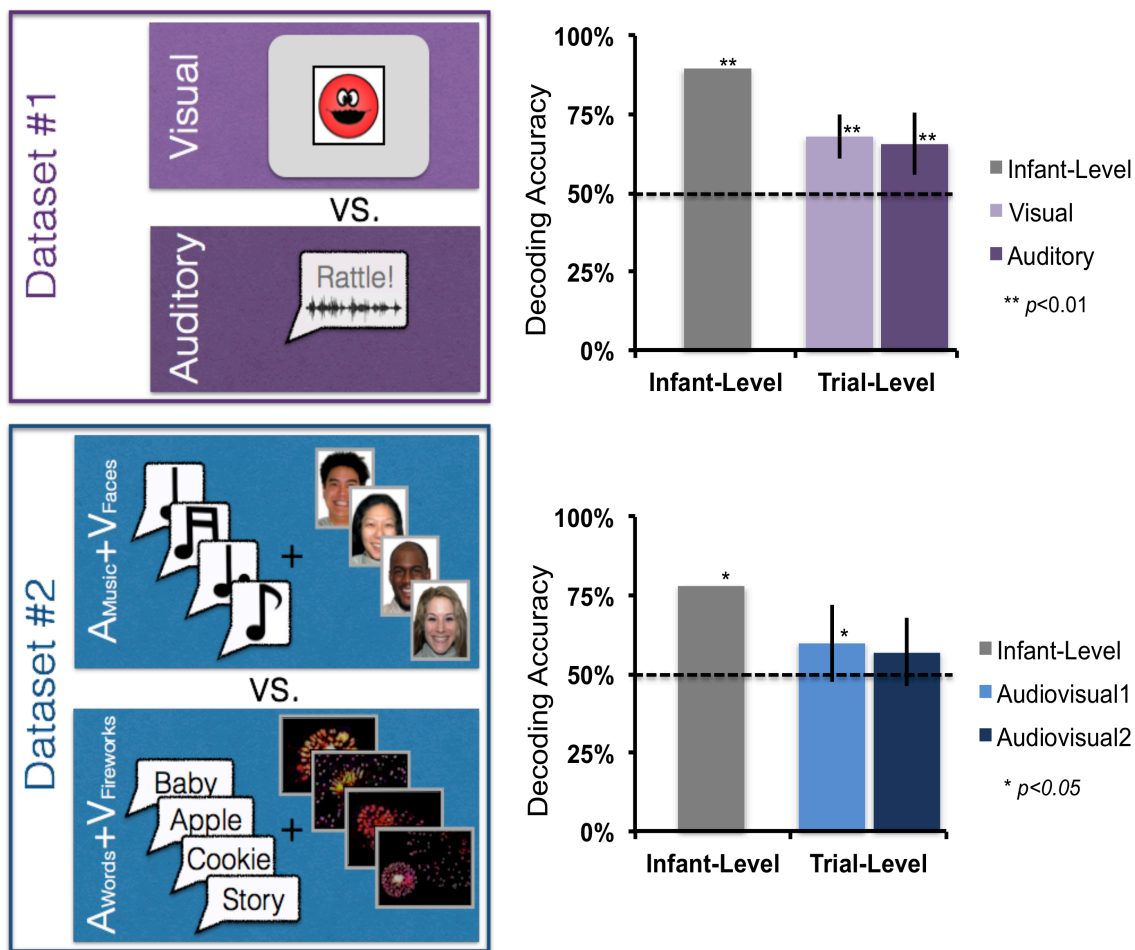 Dataset #1
Visual
vs.
Auditory
Rattle!
100%
75%
50%
25%
0%
Decoding Accuracy
**
**
**
Infant-Level
Trial-Level
Infant-Level
Visual
Auditory
** p<0.01
Dataset #2
AMusic+VFaces
+
vs.
AWords+VFireworks
Baby
Apple
Cookie
Story
+
100%
75%
50%
25%
0%
Decoding Accuracy
*
*
Infant-Level
Trial-Level
Infant-Level
Audiovisual1
Audiovisual2
* p<0.05